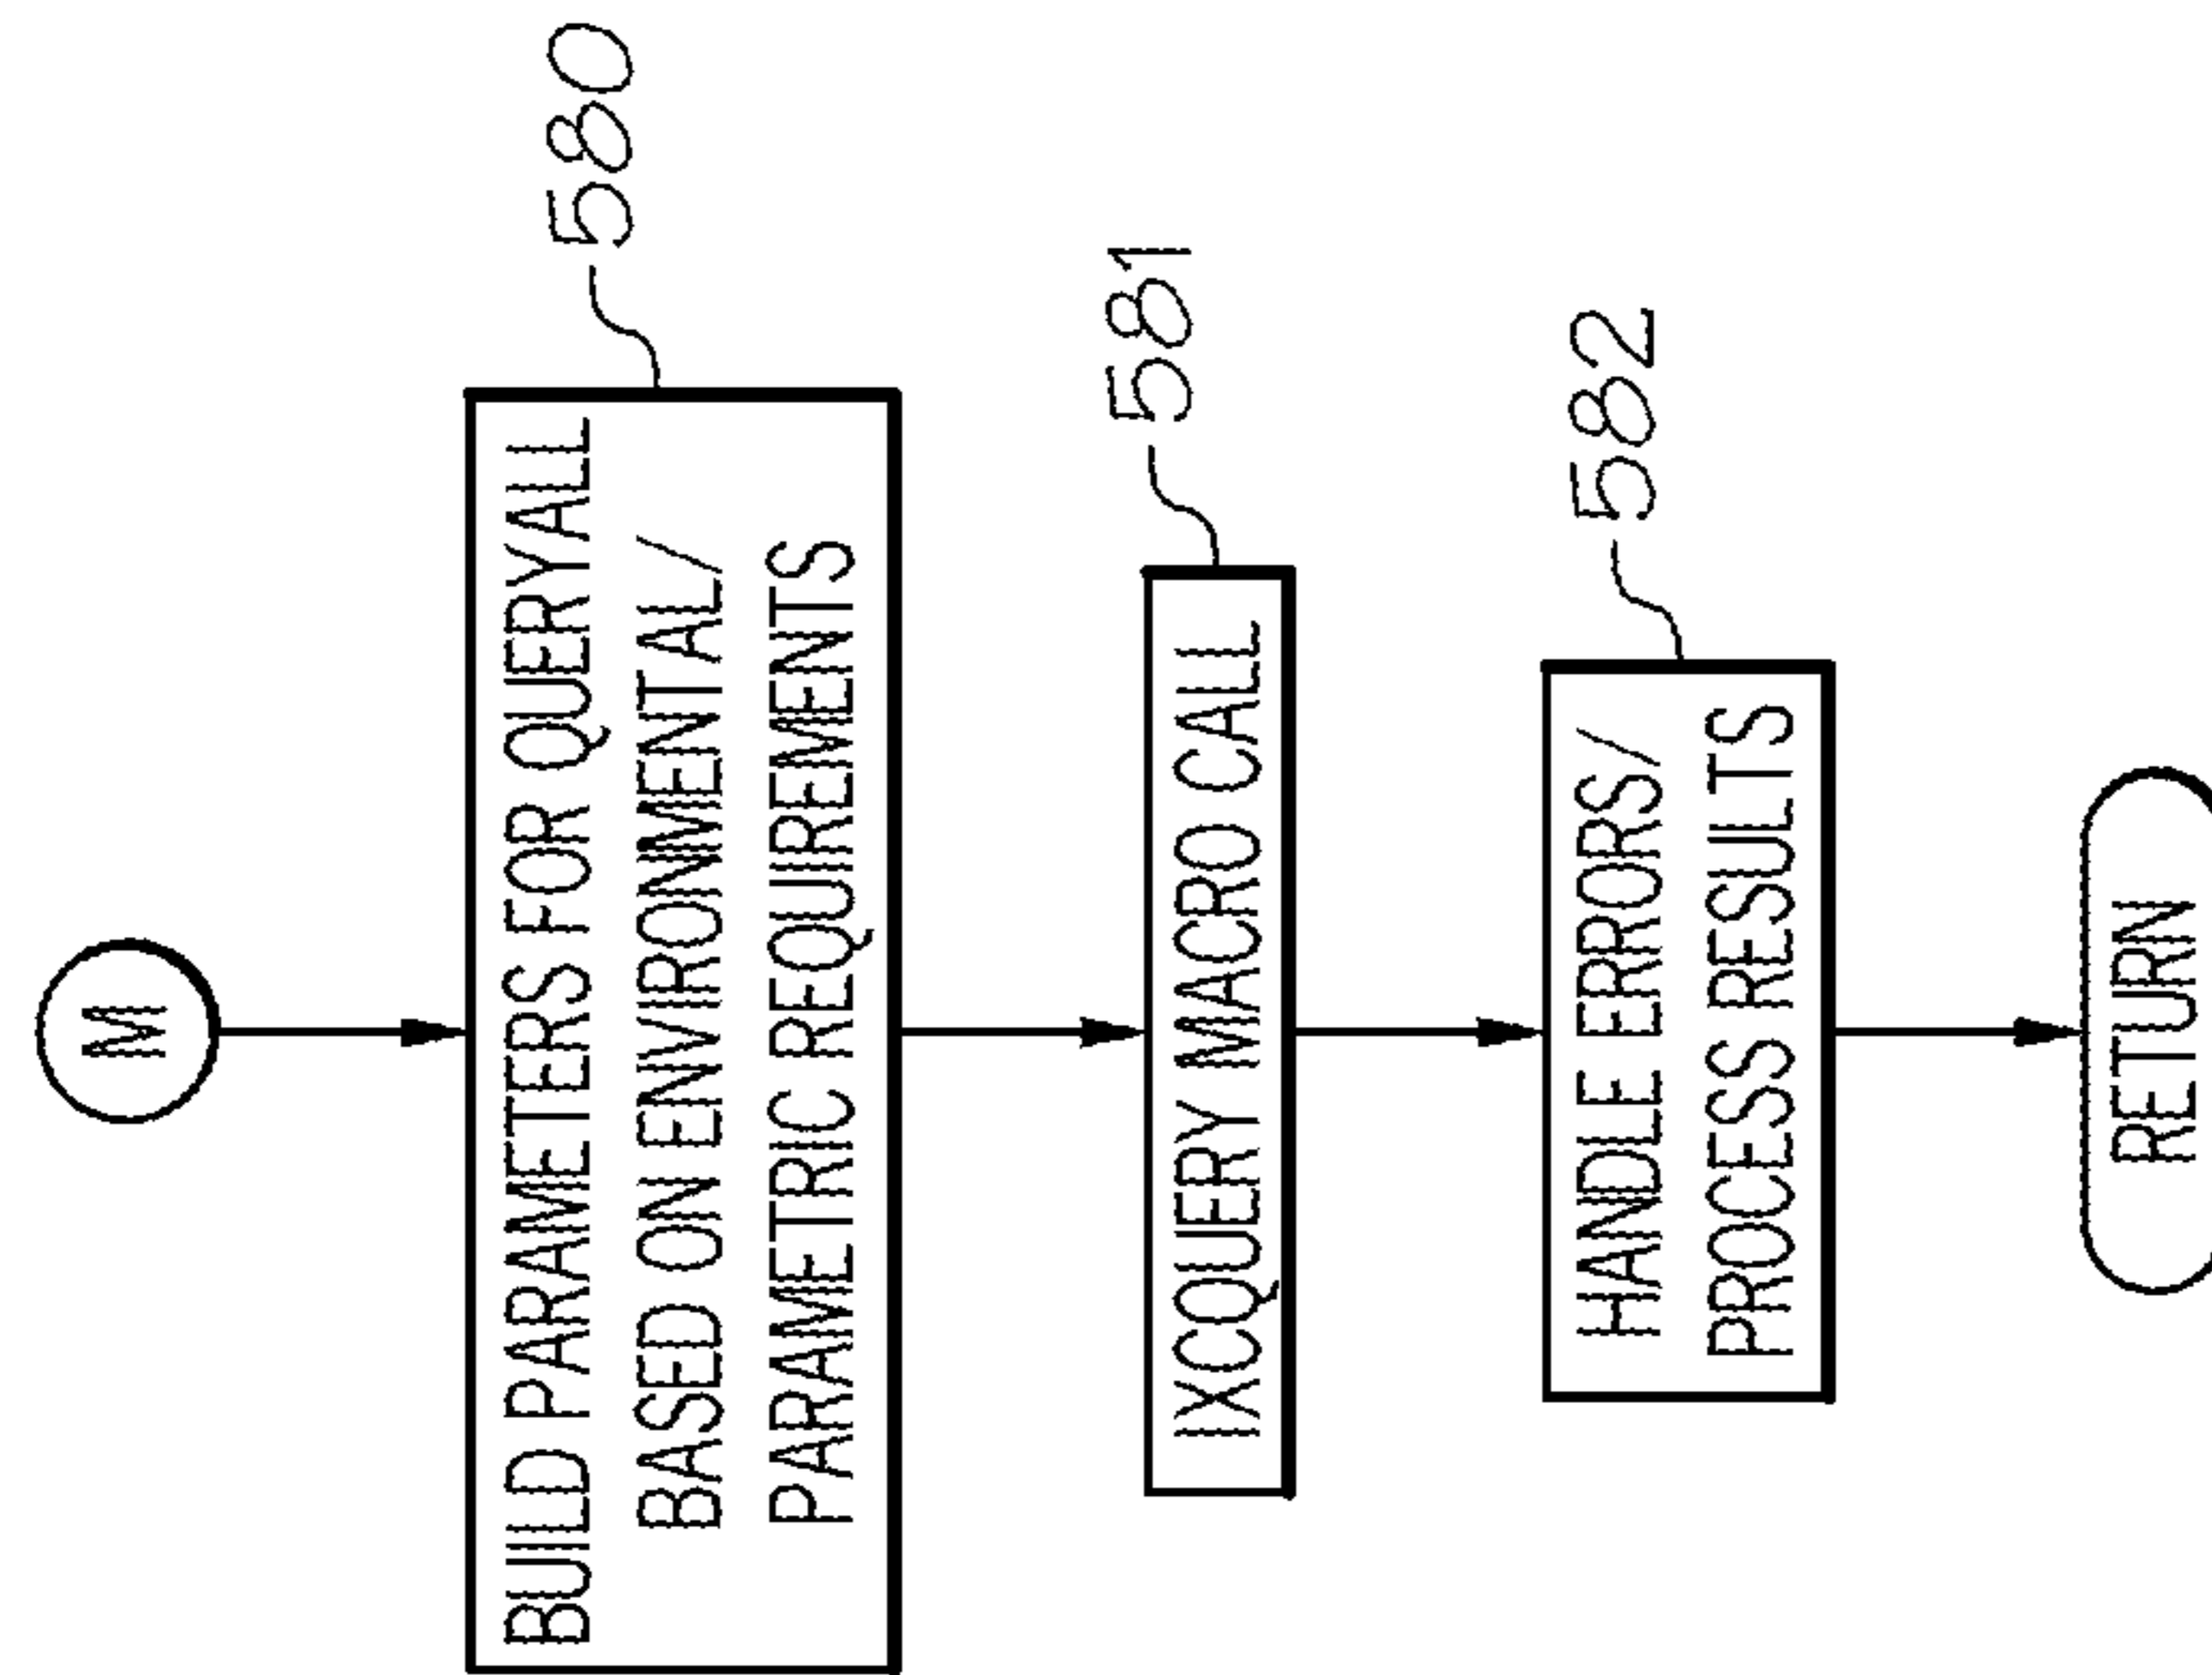 M
580
BUILD PARAMETERS FOR QUERYALL
BASED ON ENVIRONMENTAL/
PARAMETRIC REQUIREMENTS
581
IXCQUERY MACRO CALL
582
HANDLE ERRORS/
PROCESS RESULTS
RETURN